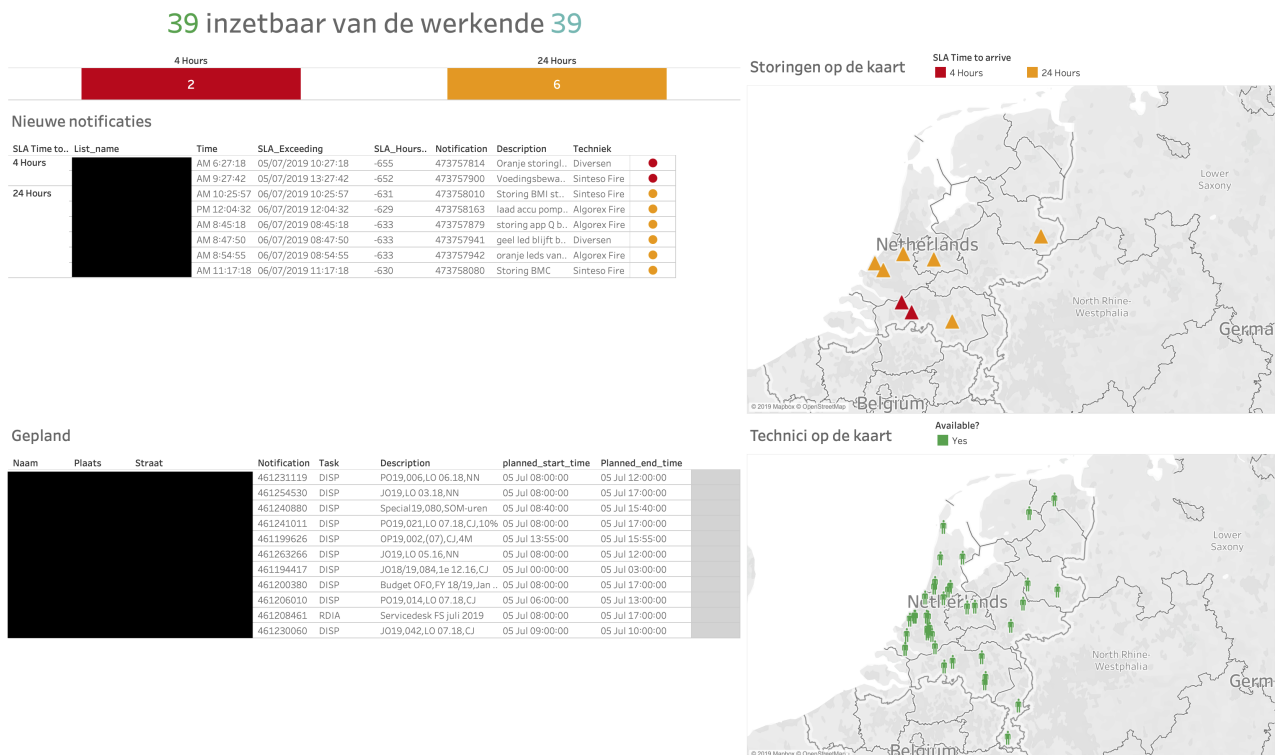 39 inzetbaar van de werkende 39
4 Hours
24 Hours
2
6
Nieuwe notificaties
SLA Time to.. List_name Time SLA_Exceeding SLA_Hours.. Notification Description Techniek
4 Hours AM 6:27:18 05/07/2019 10:27:18 -655 473757814 Oranje storingl.. Diversen
AM 9:27:42 05/07/2019 13:27:42 -652 473757900 Voedingsbewa.. Sinteso Fire
24 Hours AM 10:25:57 06/07/2019 10:25:57 -631 473758010 Storing BMI st.. Sinteso Fire
PM 12:04:32 06/07/2019 12:04:32 -629 473758163 laad accu pomp.. Algorex Fire
AM 8:45:18 06/07/2019 08:45:18 -633 473757879 storing app Q b.. Algorex Fire
AM 8:47:50 06/07/2019 08:47:50 -633 473757941 geel led blijft b.. Diversen
AM 8:54:55 06/07/2019 08:54:55 -633 473757942 oranje leds van.. Algorex Fire
AM 11:17:18 06/07/2019 11:17:18 -630 473758080 Storing BMC Sinteso Fire
Storingen op de kaart
SLA Time to arrive
4 Hours
24 Hours
Lower
Saxony
Netherlands
North Rhine-
Westphalia
Germa
Belgium
© 2019 Mapbox © OpenStreetMap
Gepland
Naam Plaats Straat Notification Task Description planned_start_time Planned_end_time
461231119 DISP PO19,006,LO 06.18,NN 05 Jul 08:00:00 05 Jul 12:00:00
461254530 DISP JO19,LO 03.18,NN 05 Jul 08:00:00 05 Jul 17:00:00
461240880 DISP Special19,080,SOM-uren 05 Jul 08:40:00 05 Jul 15:40:00
461241011 DISP PO19,021,LO 07.18,CJ,10% 05 Jul 08:00:00 05 Jul 17:00:00
461199626 DISP OP19,002,(07),CJ,4M 05 Jul 13:55:00 05 Jul 15:55:00
461263266 DISP JO19,LO 05.16,NN 05 Jul 08:00:00 05 Jul 12:00:00
461194417 DISP JO18/19,084,1e 12.16,CJ 05 Jul 00:00:00 05 Jul 03:00:00
461200380 DISP Budget OFO,FY 18/19,Jan .. 05 Jul 08:00:00 05 Jul 17:00:00
461206010 DISP PO19,014,LO 07.18,CJ 05 Jul 06:00:00 05 Jul 13:00:00
461208461 RDIA Servicedesk FS juli 2019 05 Jul 08:00:00 05 Jul 17:00:00
461230060 DISP JO19,042,LO 07.18,CJ 05 Jul 09:00:00 05 Jul 10:00:00
Technici op de kaart
Available?
Yes
Lower
Saxony
Netherlands
North Rhine-
Westphalia
Germ
Belgium
© 2019 Mapbox © OpenStreetMap